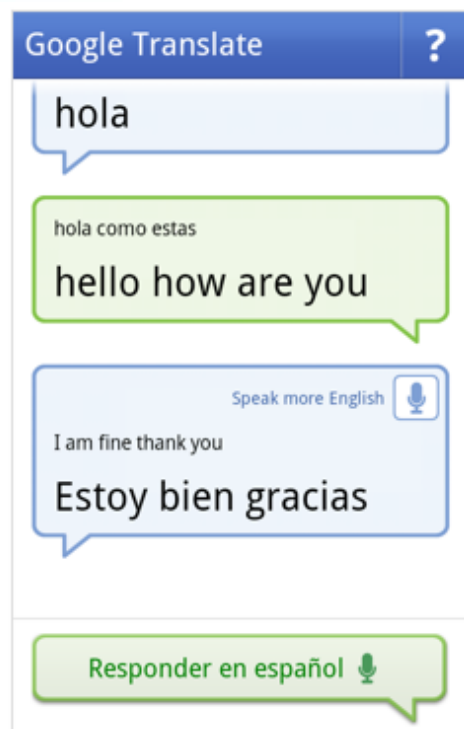 Google Translate ?
hola
hola como estas
hello how are you
Speak more English
I am fine thank you
Estoy bien gracias
Responder en español